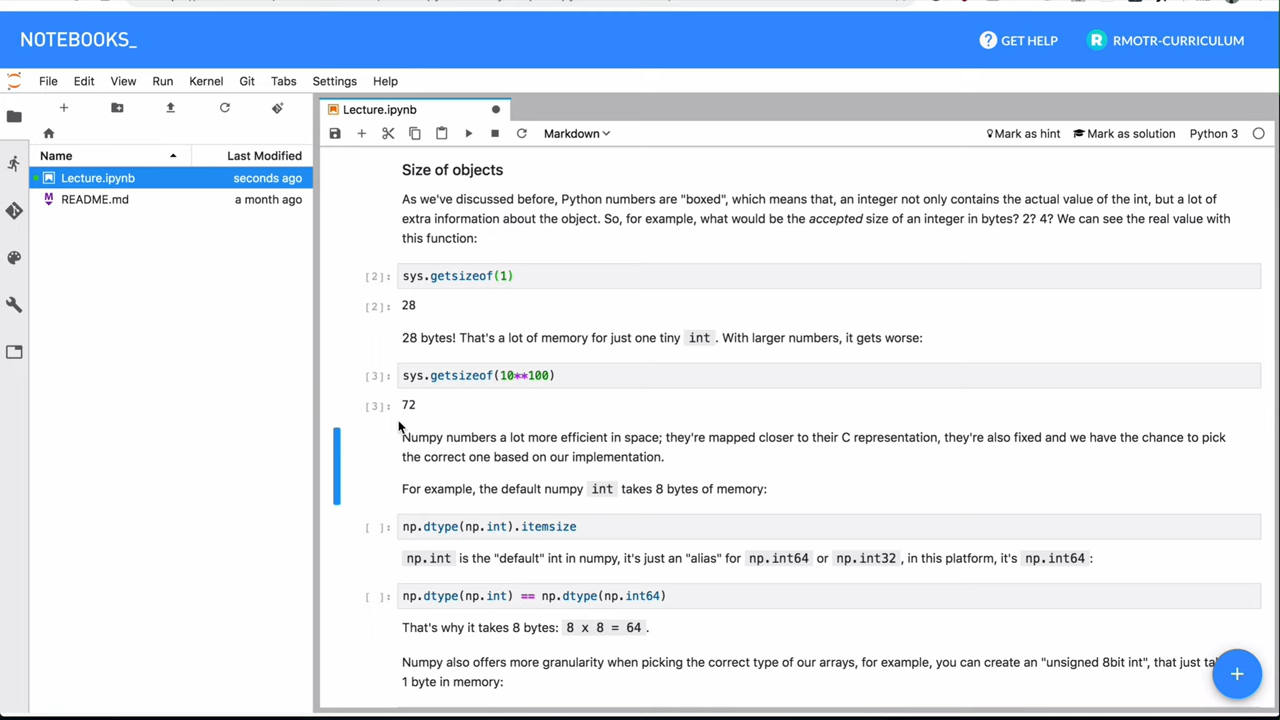 NOTEBOOKS_
GET HELP
R
RMOTR-CURRICULUM
File Edit View Run Kernel Git Tabs Settings Help
Name
Last Modified
Lecture.ipynb
seconds ago
README.md
a month ago
Lecture.ipynb
Markdown
Mark as hint
Mark as solution
Python 3
Size of objects
As we've discussed before, Python numbers are "boxed", which means that, an integer not only contains the actual value of the int, but a lot of
extra information about the object. So, for example, what would be the accepted size of an integer in bytes? 2? 4? We can see the real value with
this function:
[2]: sys.getsizeof(1)
[2]: 28
28 bytes! That's a lot of memory for just one tiny int . With larger numbers, it gets worse:
[3]: sys.getsizeof(10**100)
[3]: 72
Numpy numbers a lot more efficient in space; they're mapped closer to their C representation, they're also fixed and we have the chance to pick
the correct one based on our implementation.
For example, the default numpy int takes 8 bytes of memory:
[ ]: np.dtype(np.int).itemsize
np.int is the "default" int in numpy, it's just an "alias" for np.int64 or np.int32 , in this platform, it's np.int64 :
[ ]: np.dtype(np.int) == np.dtype(np.int64)
That's why it takes 8 bytes: 8 x 8 = 64 .
Numpy also offers more granularity when picking the correct type of our arrays, for example, you can create an "unsigned 8bit int", that just
1 byte in memory: